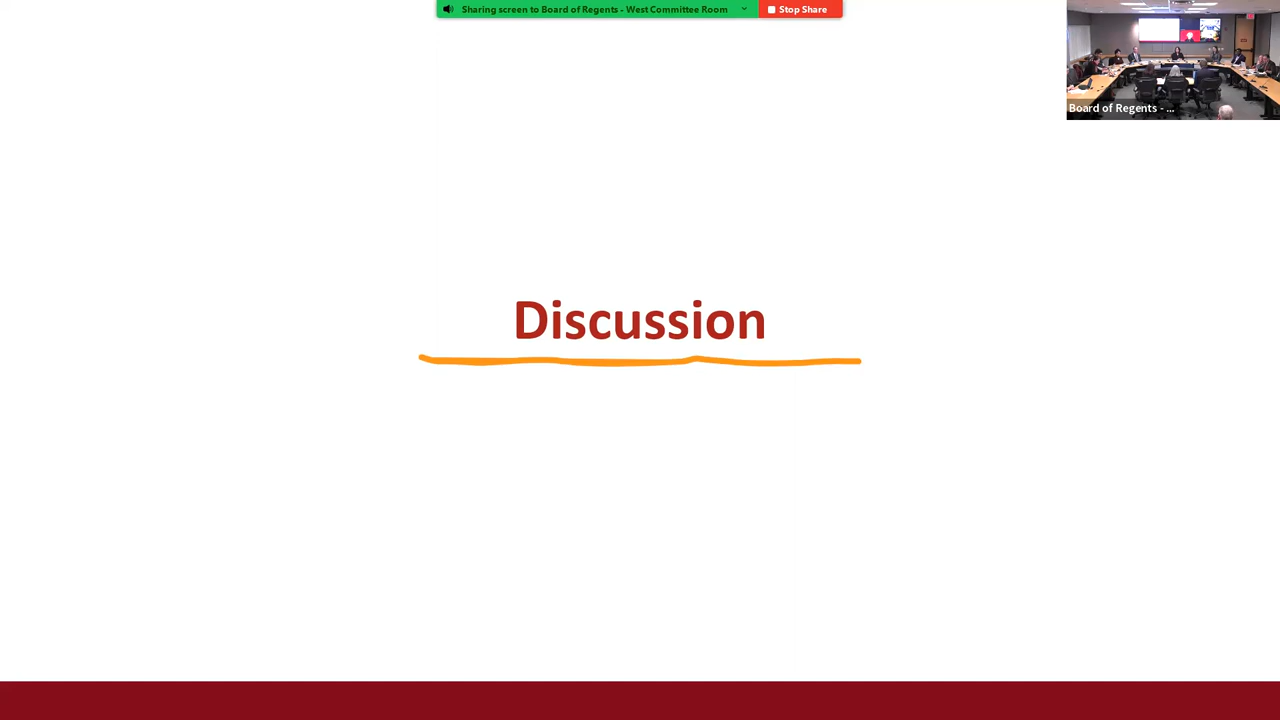 Sharing screen to Board of Regents - West Committee Room
Stop Share
Board of Regents - ...
Discussion